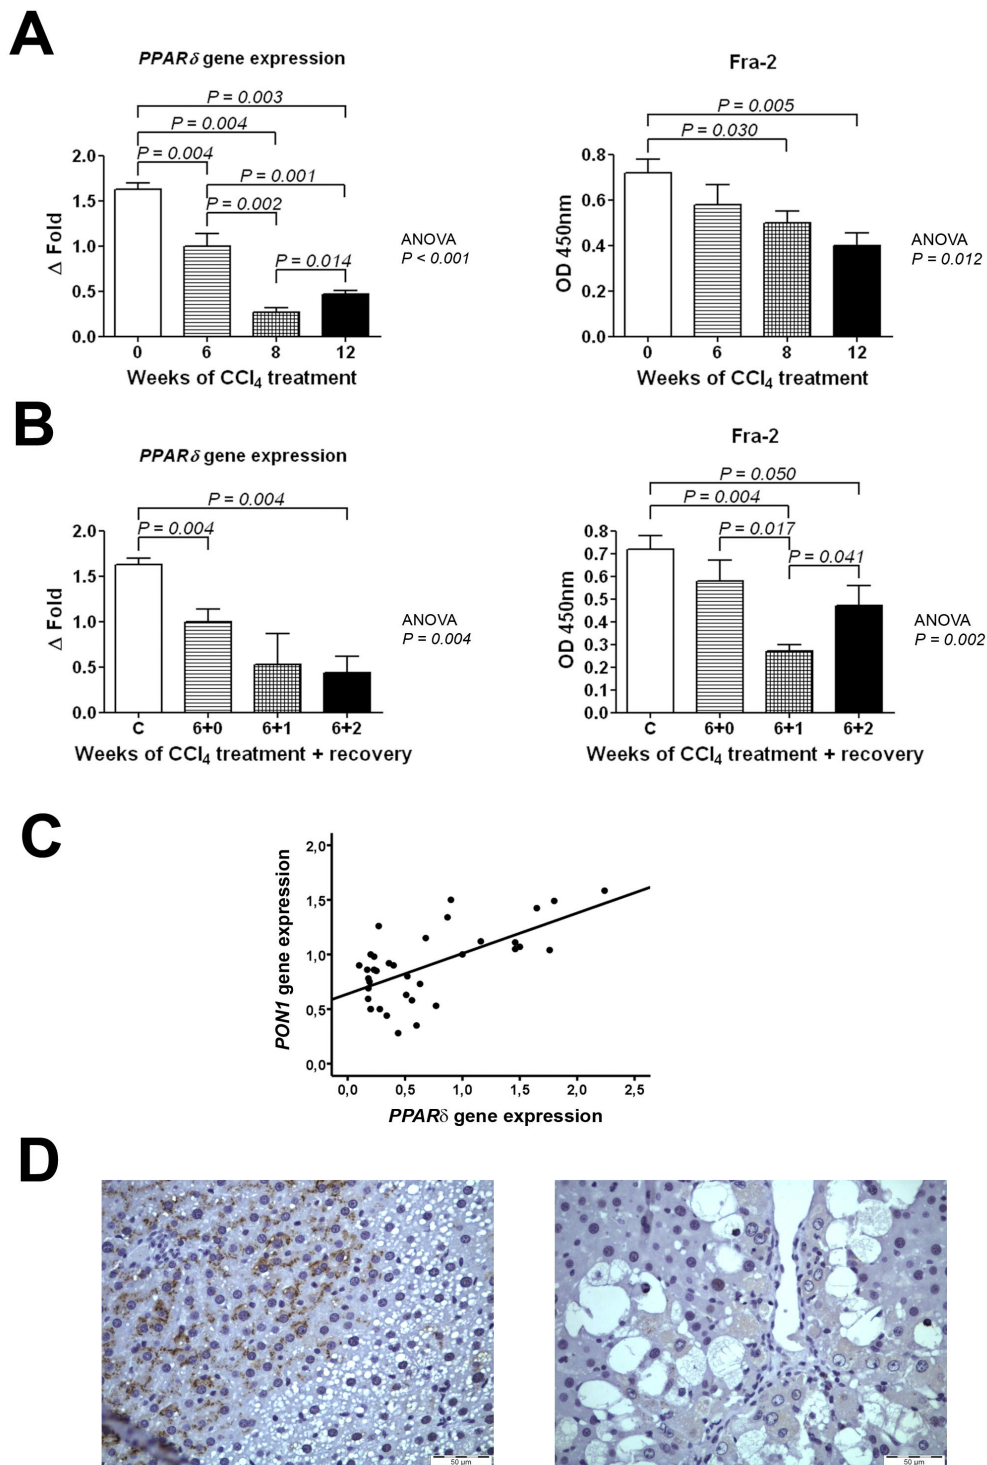 A
PPARδ gene expression
P = 0.003
P = 0.004
P = 0.004
P = 0.001
P = 0.002
P = 0.014
2.0
1.5
1.0
0.5
0.0
Δ Fold
0 6 8 12
Weeks of CCl₄ treatment
ANOVA
P < 0.001
Fra-2
P = 0.005
P = 0.030
0.8
0.6
0.4
0.2
0.0
OD 450nm
0 6 8 12
Weeks of CCl₄ treatment
ANOVA
P = 0.012
B
PPARδ gene expression
P = 0.004
P = 0.004
2.0
1.5
1.0
0.5
0.0
Δ Fold
C 6+0 6+1 6+2
Weeks of CCl₄ treatment + recovery
ANOVA
P = 0.004
Fra-2
P = 0.050
P = 0.004
P = 0.017
P = 0.041
0.8
0.7
0.6
0.5
0.4
0.3
0.2
0.1
0.0
OD 450nm
C 6+0 6+1 6+2
Weeks of CCl₄ treatment + recovery
ANOVA
P = 0.002
C
2,0
1,5
1,0
0,5
0,0
PON1 gene expression
0,0 0,5 1,0 1,5 2,0 2,5
PPARδ gene expression
D
50 µm
50 µm